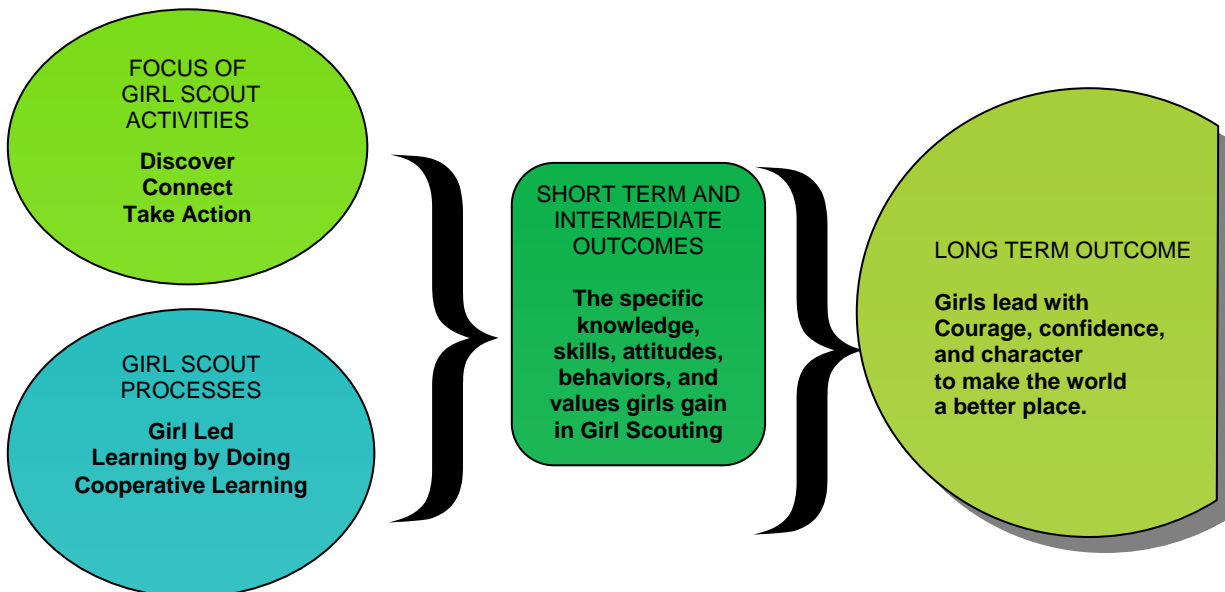 FOCUS OF
GIRL SCOUT
ACTIVITIES
Discover
Connect
Take Action
GIRL SCOUT
PROCESSES
Girl Led
Learning by Doing
Cooperative Learning
SHORT TERM AND
INTERMEDIATE
OUTCOMES
The specific
knowledge,
skills, attitudes,
behaviors, and
values girls gain
in Girl Scouting
LONG TERM OUTCOME
Girls lead with
Courage, confidence,
and character
to make the world
a better place.